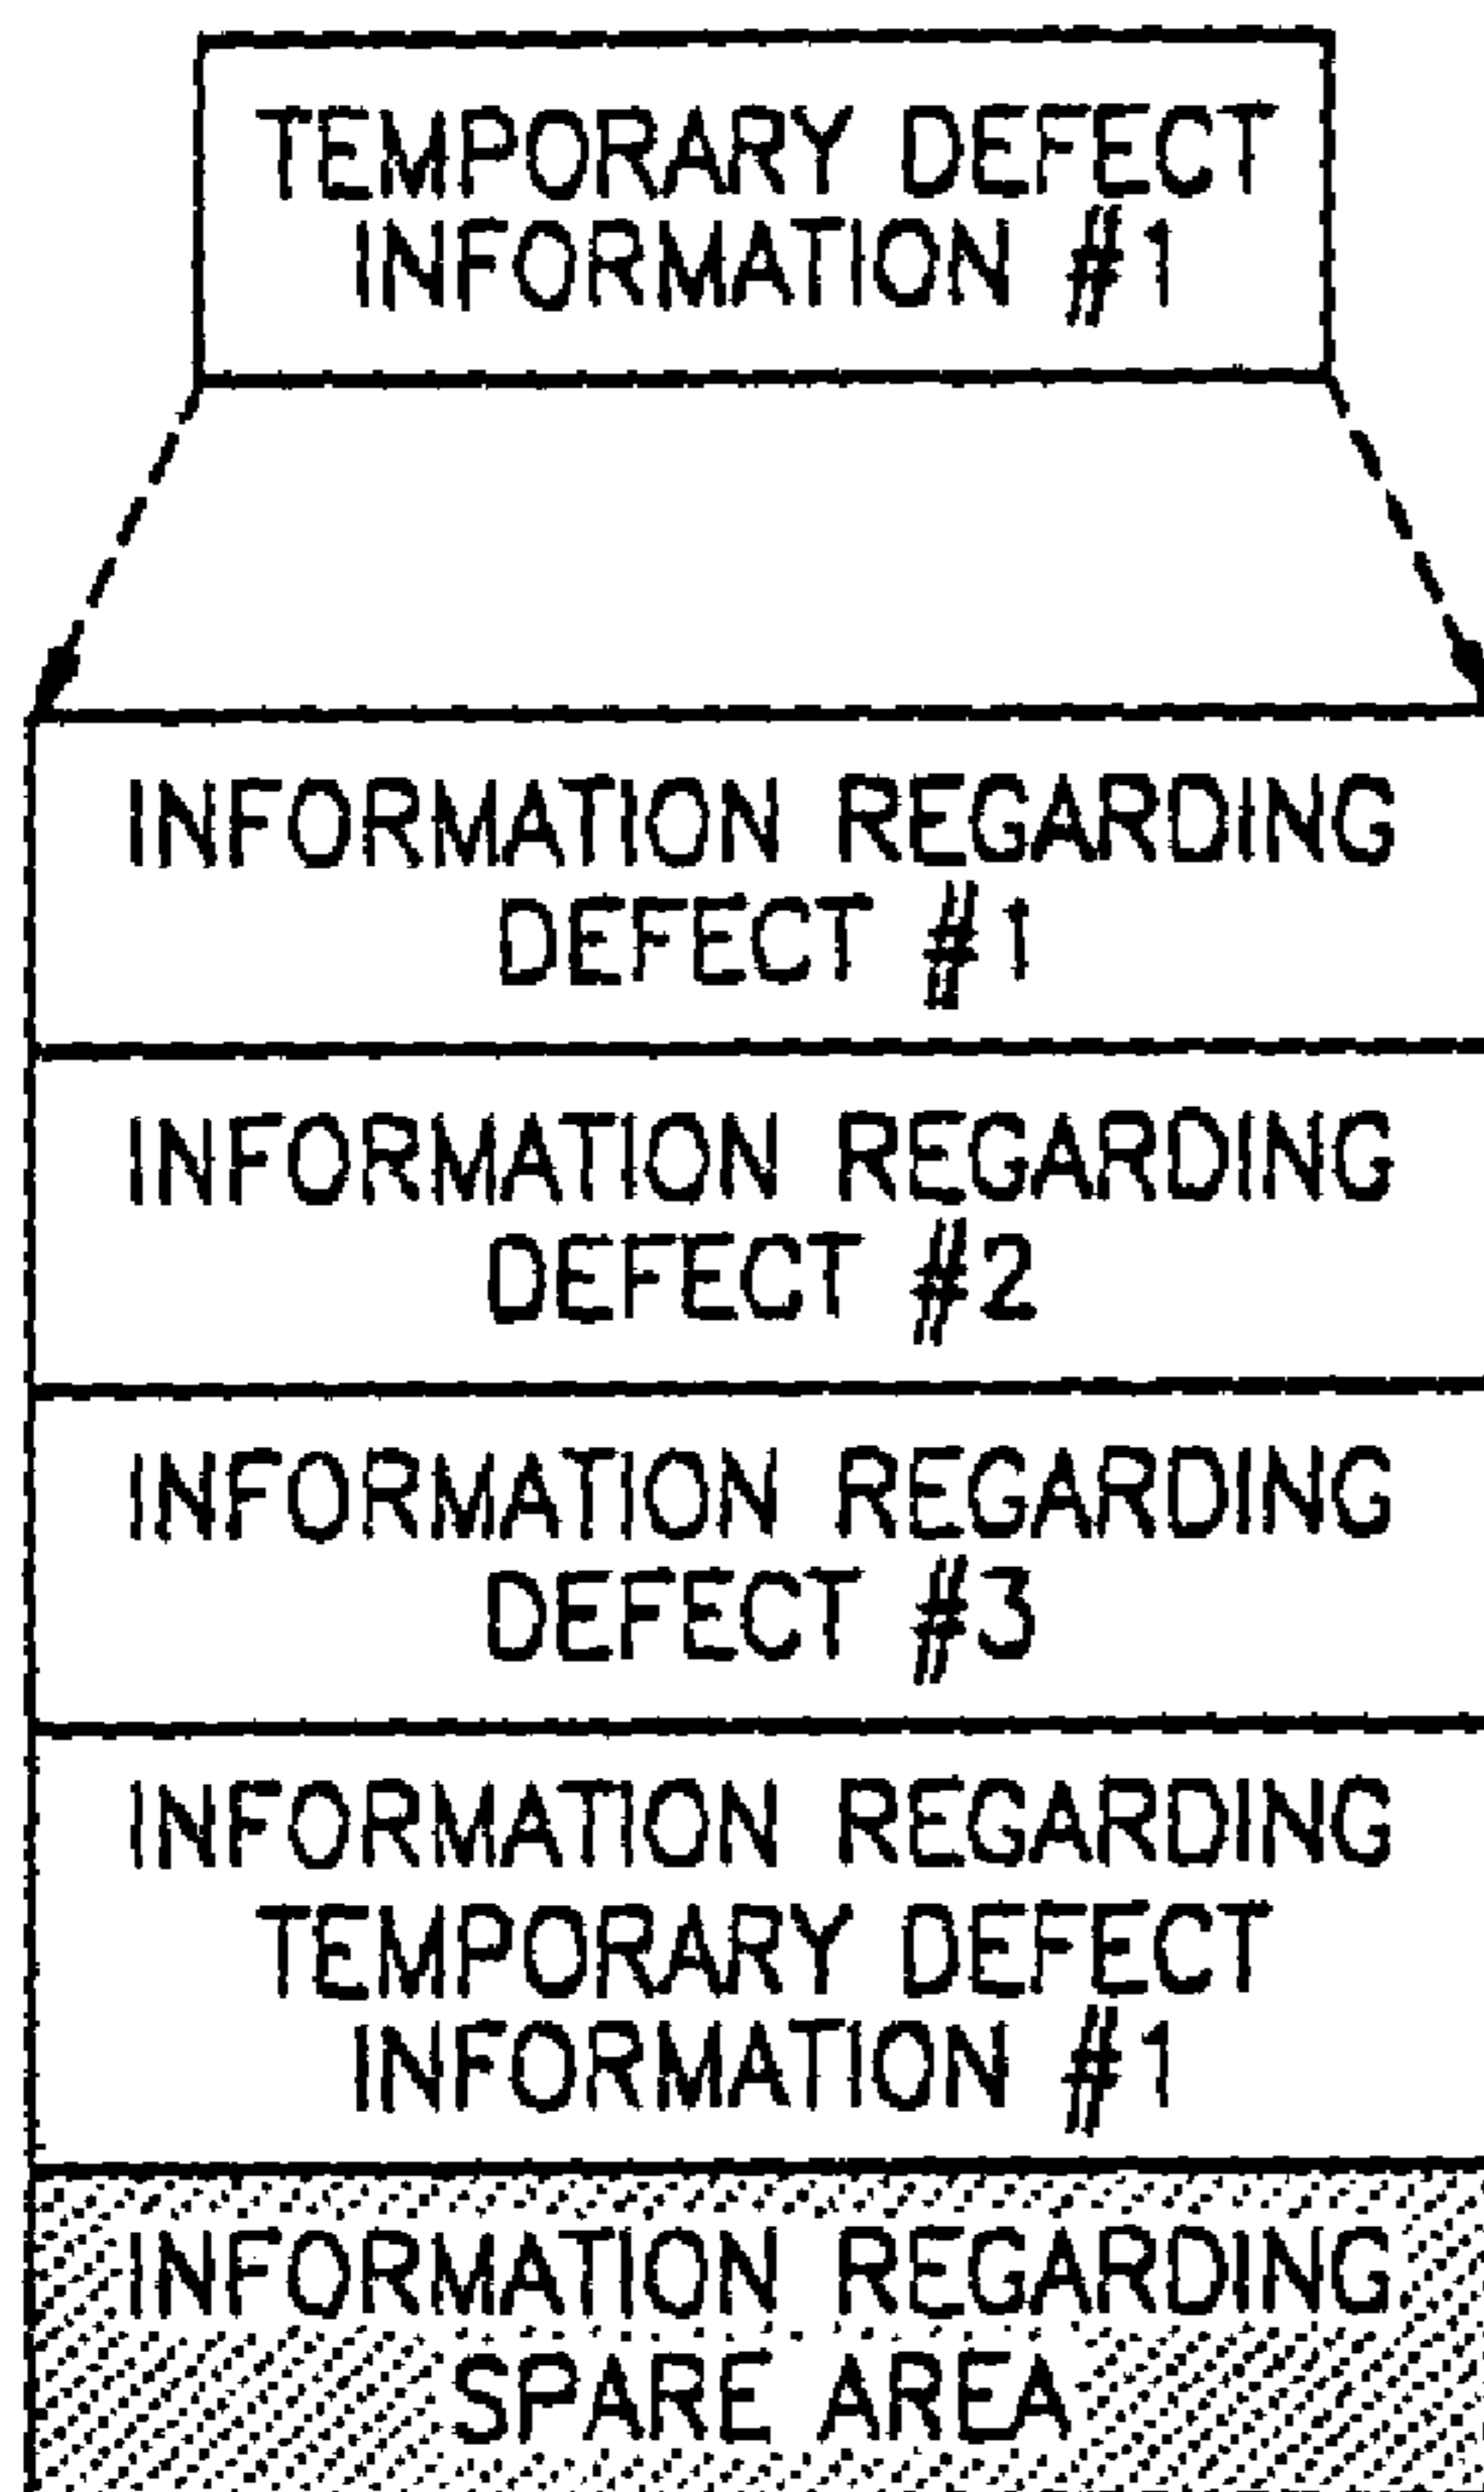 TEMPORARY DEFECT
INFORMATION #1
INFORMATION REGARDING
DEFECT #1
INFORMATION REGARDING
DEFECT #2
INFORMATION REGARDING
DEFECT #3
INFORMATION REGARDING
TEMPORARY DEFECT
INFORMATION #1
INFORMATION REGARDING
SPARE AREA